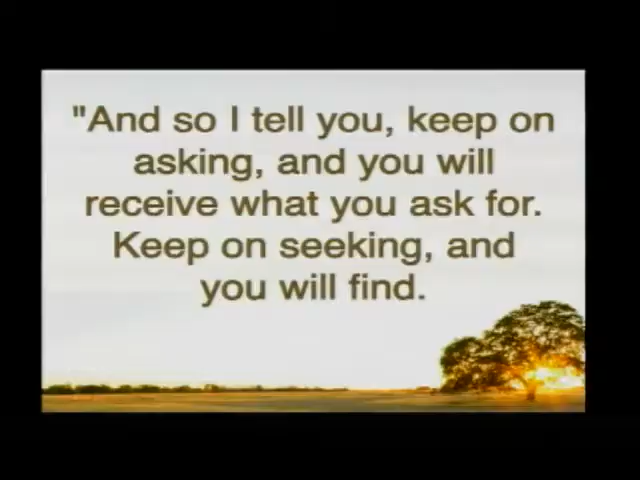 "And so I tell you, keep on
asking, and you will
receive what you ask for.
Keep on seeking, and
you will find.